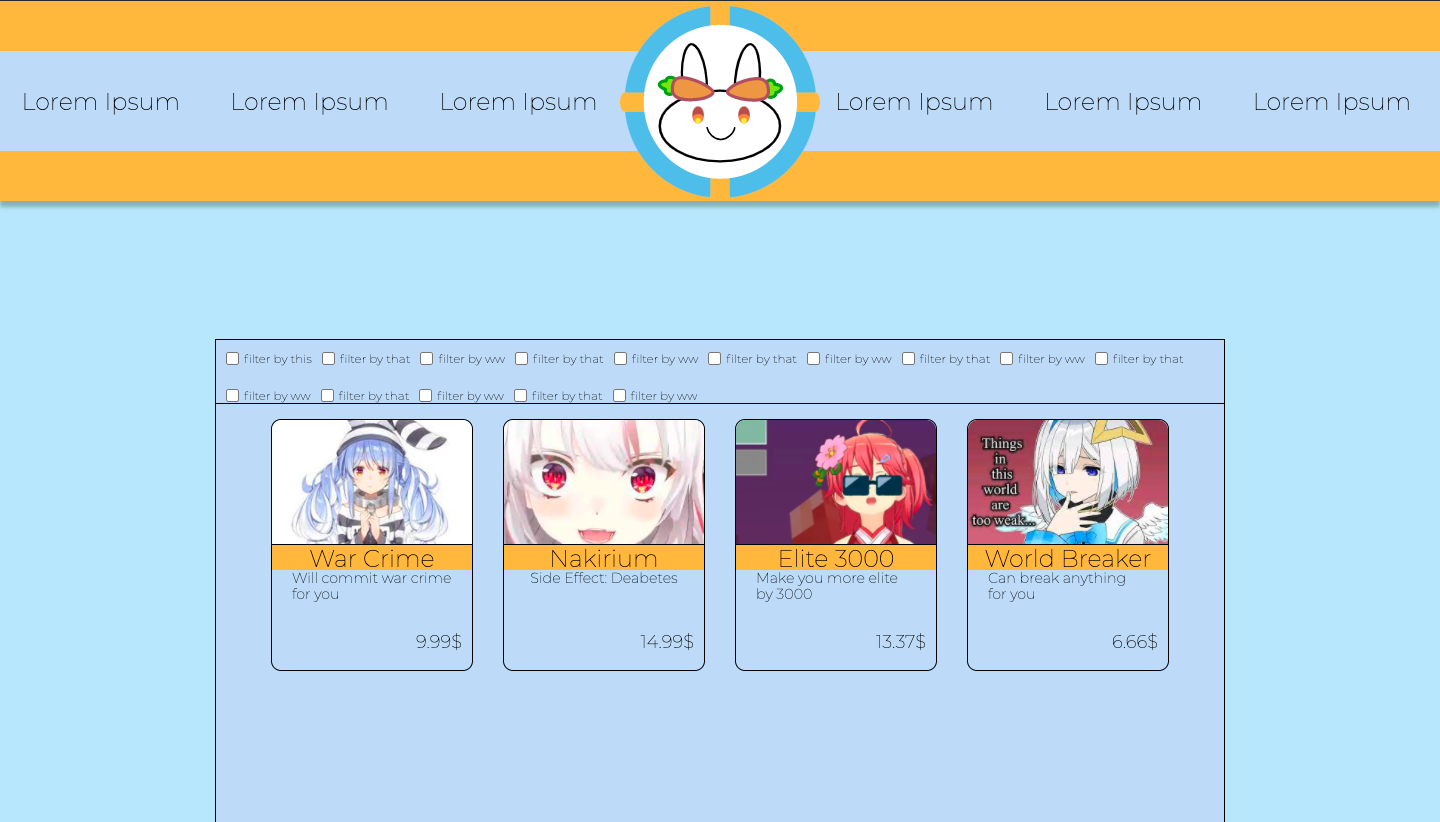 Lorem Ipsum Lorem Ipsum Lorem Ipsum Lorem Ipsum Lorem Ipsum Lorem Ipsum
filter by this filter by that filter by ww filter by that filter by ww filter by that filter by ww filter by that filter by ww filter by that
filter by ww filter by that filter by ww filter by that filter by ww
Things
in
this
world
are
too weak...
War Crime
Will commit war crime
for you
9.99$
Nakirium
Side Effect: Deabetes
14.99$
Elite 3000
Make you more elite
by 3000
13.37$
World Breaker
Can break anything
for you
6.66$